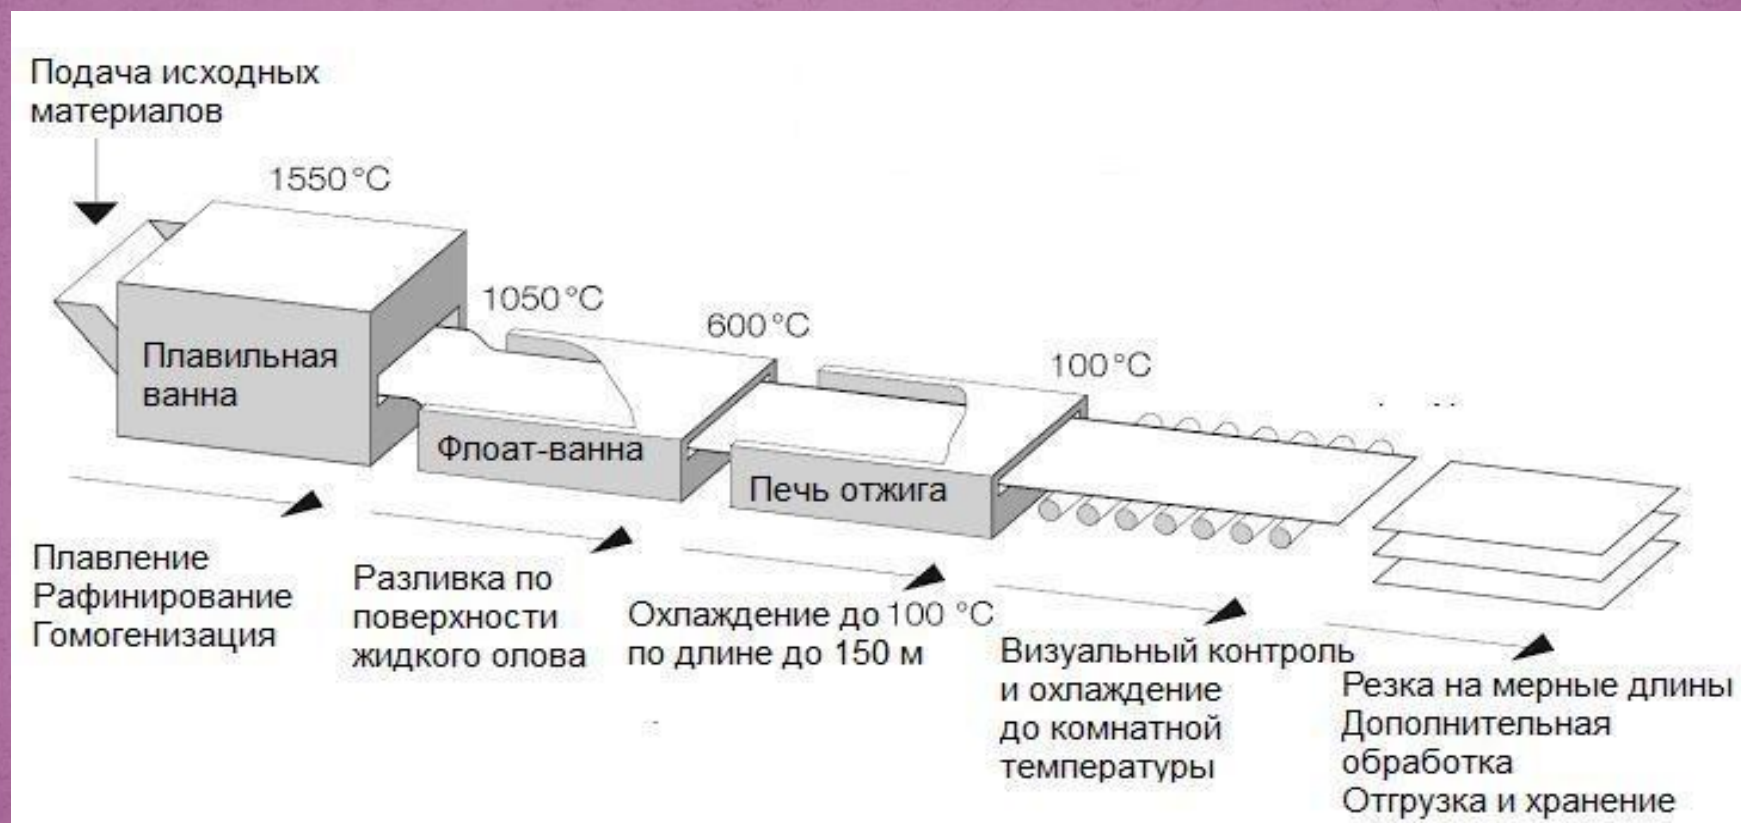 Подача исходных
материалов
1550°C
1050°C
600°C
100°C
Плавильная
ванна
Флоат-ванна
Печь отжига
Плавление
Рафинирование
Гомогенизация
Разливка по
поверхности
жидкого олова
Охлаждение до 100 °C
по длине до 150 м
Визуальный контроль
и охлаждение
до комнатной
температуры
Резка на мерные длины
Дополнительная
обработка
Отгрузка и хранение